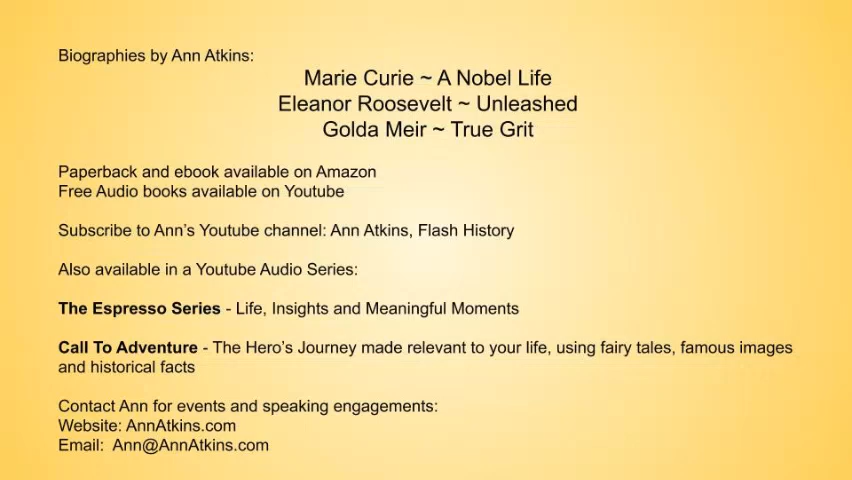 Biographies by Ann Atkins:
Marie Curie ~ A Nobel Life
Eleanor Roosevelt ~ Unleashed
Golda Meir ~ True Grit
Paperback and ebook available on Amazon
Free Audio books available on Youtube
Subscribe to Ann's Youtube channel: Ann Atkins, Flash History
Also available in a Youtube Audio Series:
The Espresso Series - Life, Insights and Meaningful Moments
Call To Adventure - The Hero's Journey made relevant to your life, using fairy tales, famous images
and historical facts
Contact Ann for events and speaking engagements:
Website: AnnAtkins.com
Email:  Ann@AnnAtkins.com